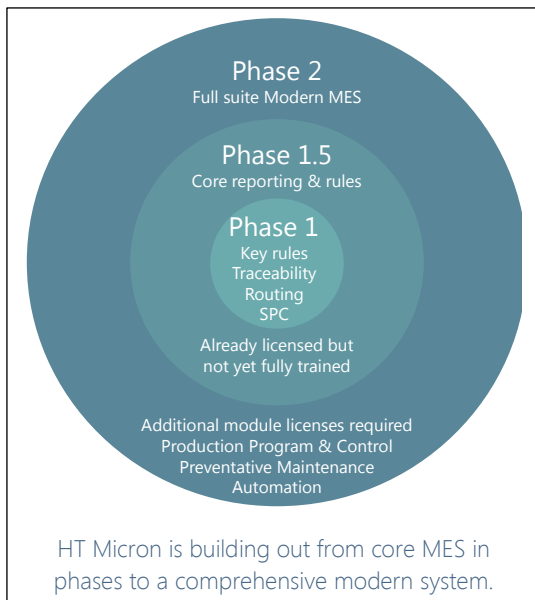 Phase 2
Full suite Modern MES
Phase 1.5
Core reporting & rules
Phase 1
Key rules
Traceability
Routing
SPC
Already licensed but
not yet fully trained
Additional module licenses required
Production Program & Control
Preventative Maintenance
Automation
HT Micron is building out from core MES in
phases to a comprehensive modern system.